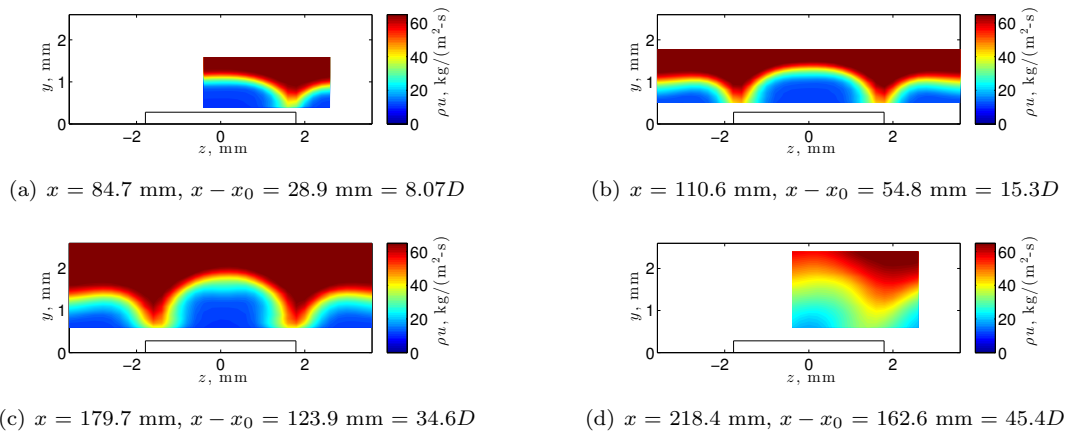 2
1
0
−2
0
2
y, mm
z, mm
60
40
20
0
ρu, kg/(m²-s)
(a) x = 84.7 mm, x − x₀ = 28.9 mm = 8.07D
2
1
0
−2
0
2
y, mm
z, mm
60
40
20
0
ρu, kg/(m²-s)
(b) x = 110.6 mm, x − x₀ = 54.8 mm = 15.3D
2
1
0
−2
0
2
y, mm
z, mm
60
40
20
0
ρu, kg/(m²-s)
(c) x = 179.7 mm, x − x₀ = 123.9 mm = 34.6D
2
1
0
−2
0
2
y, mm
z, mm
60
40
20
0
ρu, kg/(m²-s)
(d) x = 218.4 mm, x − x₀ = 162.6 mm = 45.4D